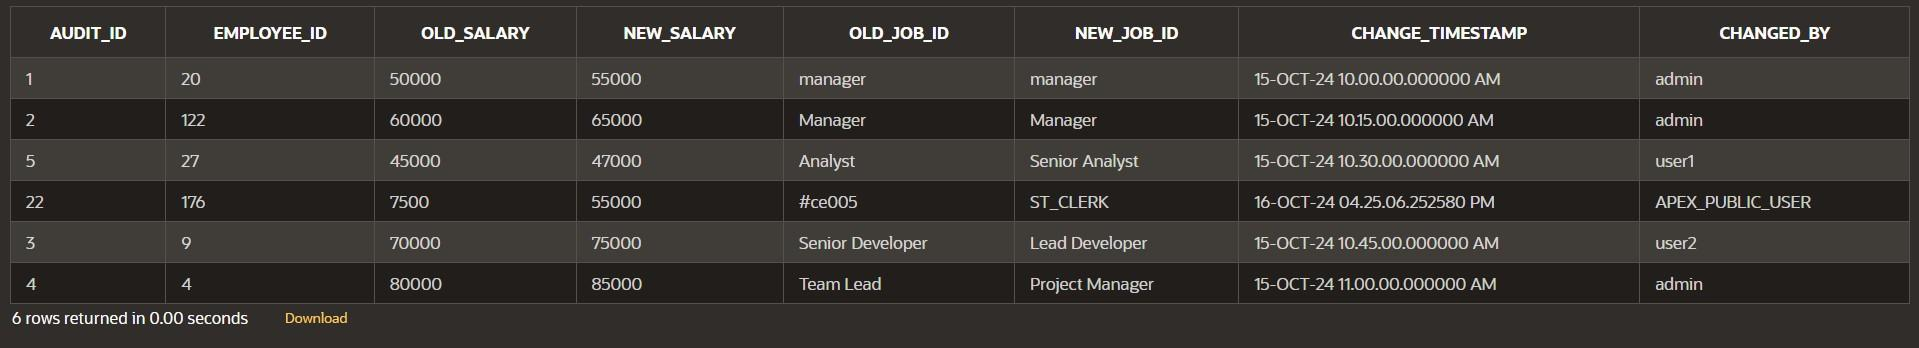 AUDIT_ID EMPLOYEE_ID OLD_SALARY NEW_SALARY OLD_JOB_ID NEW_JOB_ID CHANGE_TIMESTAMP CHANGED_BY
1 20 50000 55000 manager manager 15-OCT-24 10.00.00.000000 AM admin
2 122 60000 65000 Manager Manager 15-OCT-24 10.15.00.000000 AM admin
5 27 45000 47000 Analyst Senior Analyst 15-OCT-24 10.30.00.000000 AM user1
22 176 7500 55000 #ce005 ST_CLERK 16-OCT-24 04.25.06.252580 PM APEX_PUBLIC_USER
3 9 70000 75000 Senior Developer Lead Developer 15-OCT-24 10.45.00.000000 AM user2
4 4 80000 85000 Team Lead Project Manager 15-OCT-24 11.00.00.000000 AM admin
6 rows returned in 0.00 seconds Download